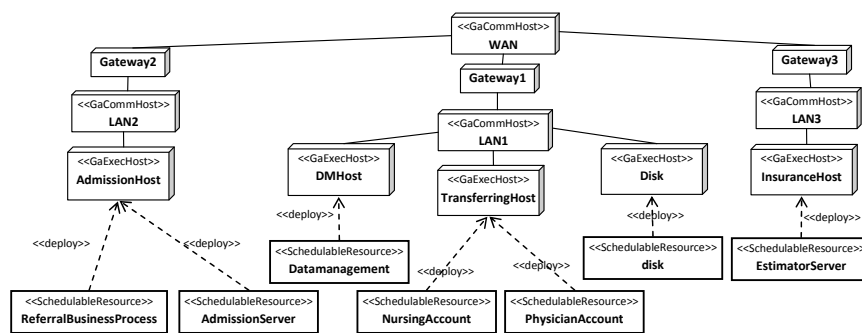 <<GaCommHost>>
WAN
Gateway2
Gateway1
Gateway3
<<GaCommHost>>
LAN2
<<GaCommHost>>
LAN1
<<GaCommHost>>
LAN3
<<GaExecHost>>
AdmissionHost
<<GaExecHost>>
DMHost
<<GaExecHost>>
TransferringHost
<<GaExecHost>>
Disk
<<GaExecHost>>
InsuranceHost
<<deploy>>
<<deploy>>
<<deploy>>
<<deploy>>
<<deploy>>
<<deploy>>
<<deploy>>
<<SchedulableResource>>
Datamanagement
<<SchedulableResource>>
disk
<<SchedulableResource>>
EstimatorServer
<<SchedulableResource>>
ReferralBusinessProcess
<<SchedulableResource>>
AdmissionServer
<<SchedulableResource>>
NursingAccount
<<SchedulableResource>>
PhysicianAccount